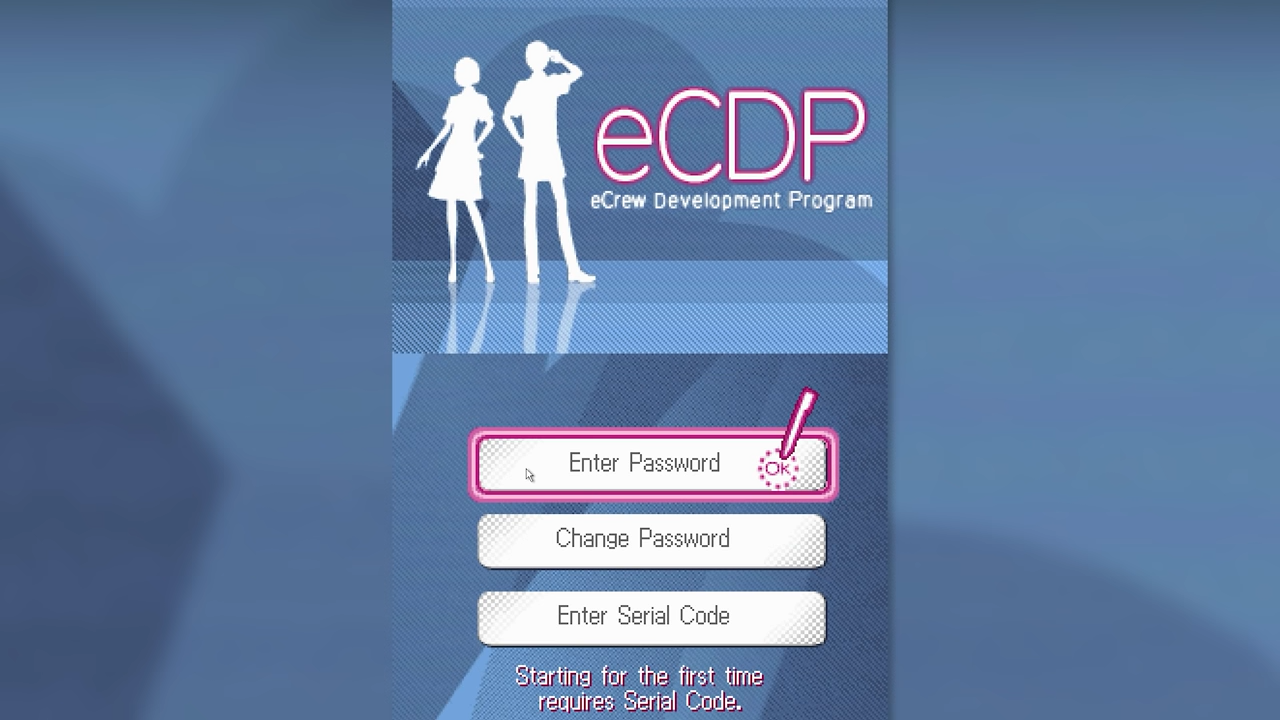 eCDP
eCrew Development Program
Enter Password
OK
Change Password
Enter Serial Code
Starting for the first time
requires Serial Code.